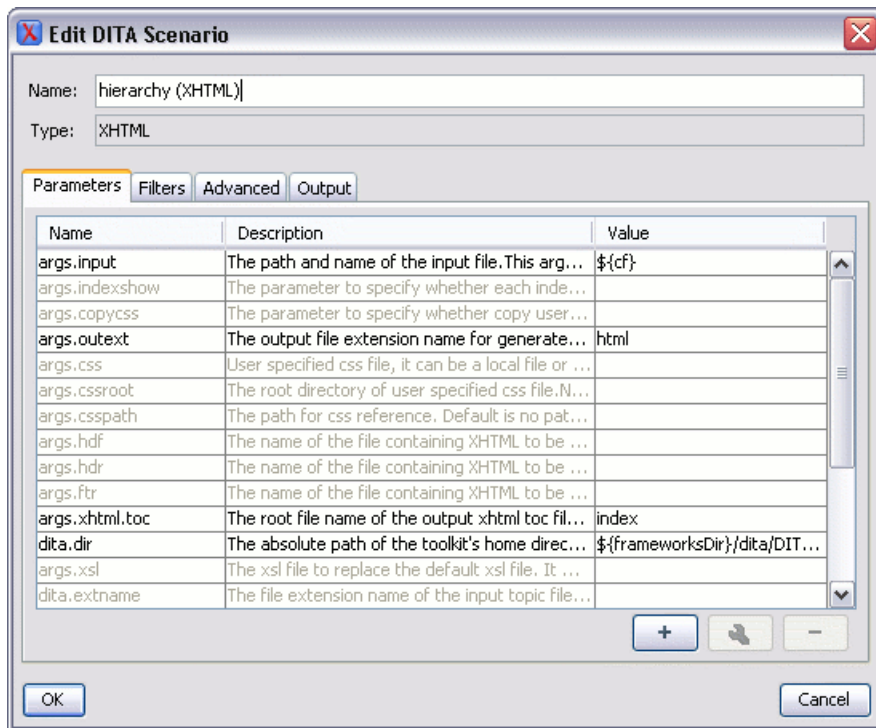 Edit DITA Scenario
Name: hierarchy (XHTML)
Type: XHTML
Parameters Filters Advanced Output
Name Description Value
args.input The path and name of the input file.This arg... ${cf}
args.indexshow The parameter to specify whether each inde...
args.copycss The parameter to specify whether copy user...
args.outext The output file extension name for generate... html
args.css User specified css file, it can be a local file or ...
args.cssroot The root directory of user specified css file.N...
args.csspath The path for css reference. Default is no pat...
args.hdf The name of the file containing XHTML to be ...
args.hdr The name of the file containing XHTML to be ...
args.ftr The name of the file containing XHTML to be ...
args.xhtml.toc The root file name of the output xhtml toc fil... index
dita.dir The absolute path of the toolkit's home direc... ${frameworksDir}/dita/DIT...
args.xsl The xsl file to replace the default xsl file. It ...
dita.extname The file extension name of the input topic file...
OK Cancel